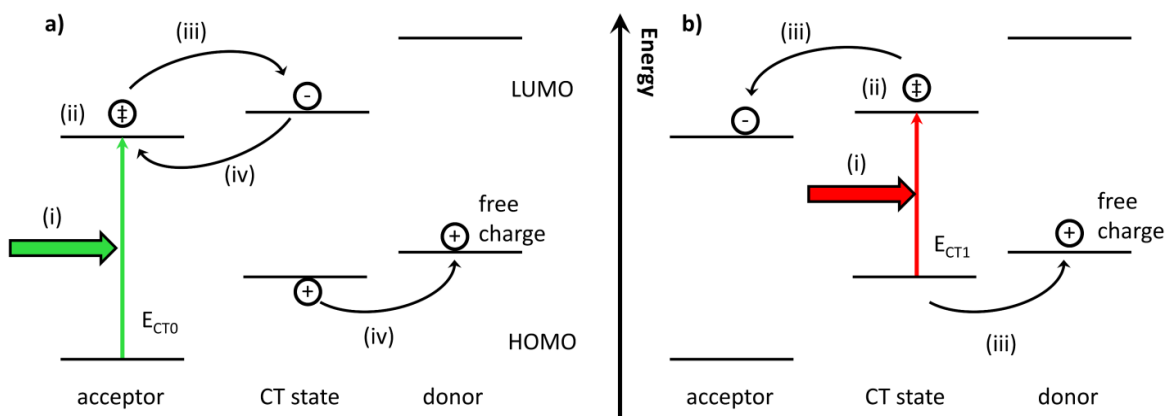 a)
(iii)
(ii)
‡
-
LUMO
(iv)
(i)
free
+
charge
E_CT0
+
(iv)
HOMO
acceptor
CT state
donor
Energy
b)
(iii)
(ii)
‡
-
(i)
free
+
charge
E_CT1
(iii)
acceptor
CT state
donor